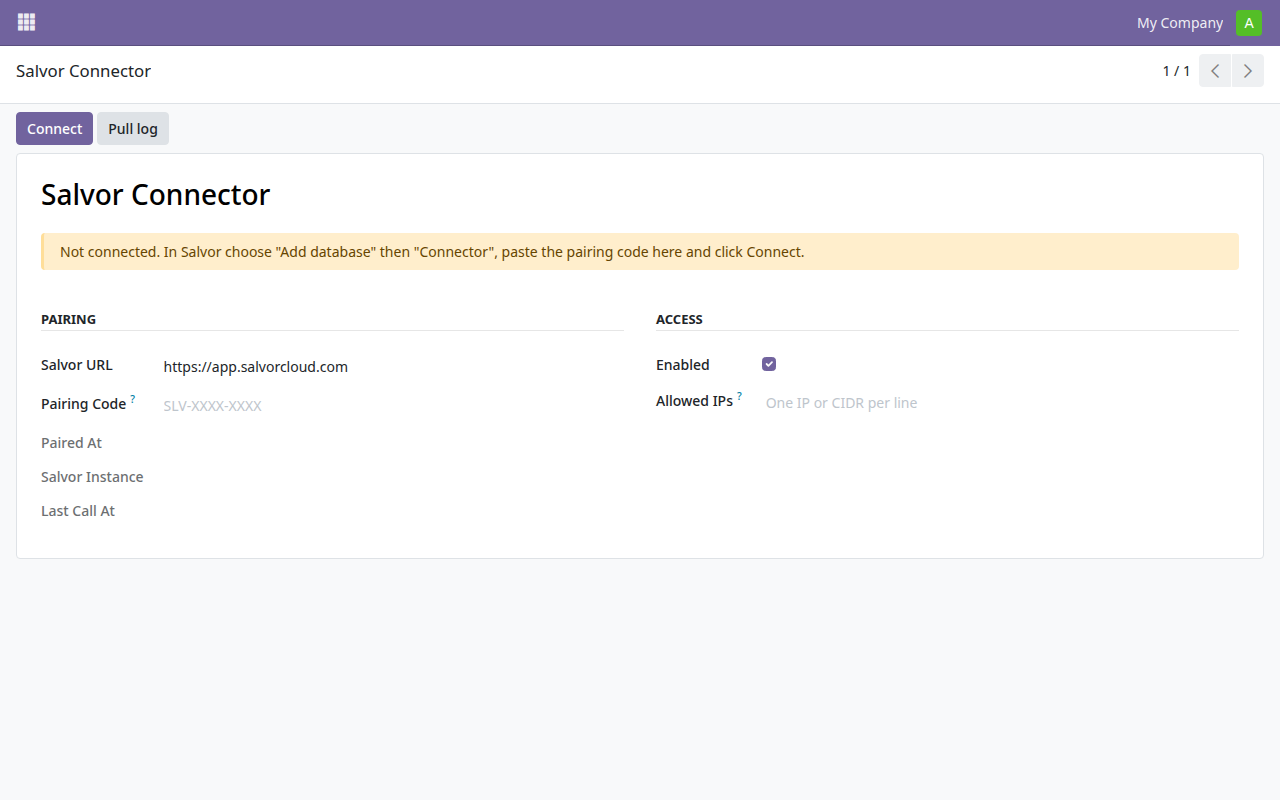 My Company
A
Salvor Connector
1 / 1
Connect
Pull log
Salvor Connector
Not connected. In Salvor choose "Add database" then "Connector", paste the pairing code here and click Connect.
PAIRING
Salvor URL
https://app.salvorcloud.com
Pairing Code ?
SLV-XXXX-XXXX
Paired At
Salvor Instance
Last Call At
ACCESS
Enabled
Allowed IPs ?
One IP or CIDR per line